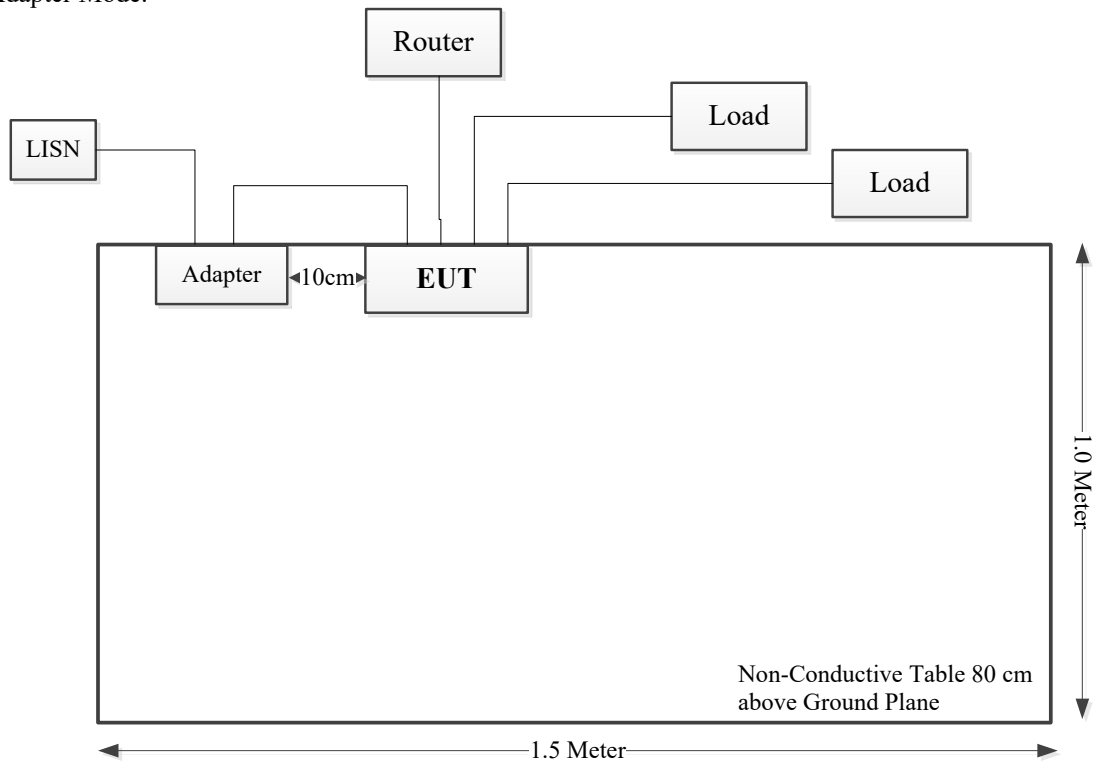 Adapter Mode:
Router
Load
LISN
Load
Adapter
10cm
EUT
1.0 Meter
Non-Conductive Table 80 cm
above Ground Plane
1.5 Meter